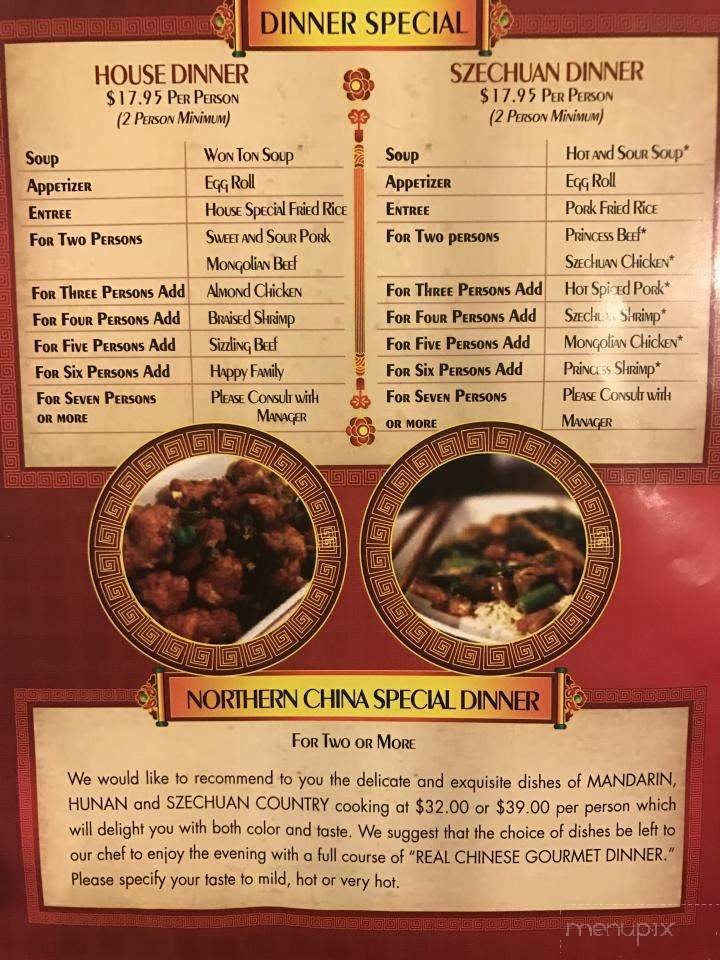 DINNER SPECIAL
HOUSE DINNER
$17.95 PER PERSON
(2 PERSON MINIMUM)
SOUP WON TON SOUP *
APPETIZER EGG ROLL
ENTREE HOUSE SPECIAL FRIED RICE
FOR TWO PERSONS SWEET AND SOUR PORK
MONGOLIAN BEEF
FOR THREE PERSONS ADD ALMOND CHICKEN
FOR FOUR PERSONS ADD BRAISED SHRIMP
FOR FIVE PERSONS ADD SIZZLING BEEF
FOR SIX PERSONS ADD HAPPY FAMILY
FOR SEVEN PERSONS PLEASE CONSULT WITH
OR MORE MANAGER
SZECHUAN DINNER
$17.95 PER PERSON
(2 PERSON MINIMUM)
SOUP HOT AND SOUR SOUP*
APPETIZER EGG ROLL
ENTREE PORK FRIED RICE
FOR TWO PERSONS PRINCESS BEEF*
SZECHUAN CHICKEN*
FOR THREE PERSONS ADD HOT SPICED PORK*
FOR FOUR PERSONS ADD SZECHUAN SHRIMP*
FOR FIVE PERSONS ADD MONGOLIAN CHICKEN*
FOR SIX PERSONS ADD PRINCESS SHRIMP*
FOR SEVEN PERSONS PLEASE CONSULT WITH
OR MORE MANAGER
NORTHERN CHINA SPECIAL DINNER
FOR TWO OR MORE
We would like to recommend to you the delicate and exquisite dishes of MANDARIN,
HUNAN and SZECHUAN COUNTRY cooking at $32.00 or $39.00 per person which
will delight you with both color and taste. We suggest that the choice of dishes be left to
our chef to enjoy the evening with a full course of "REAL CHINESE GOURMET DINNER."
Please specify your taste to mild, hot or very hot.
menupix